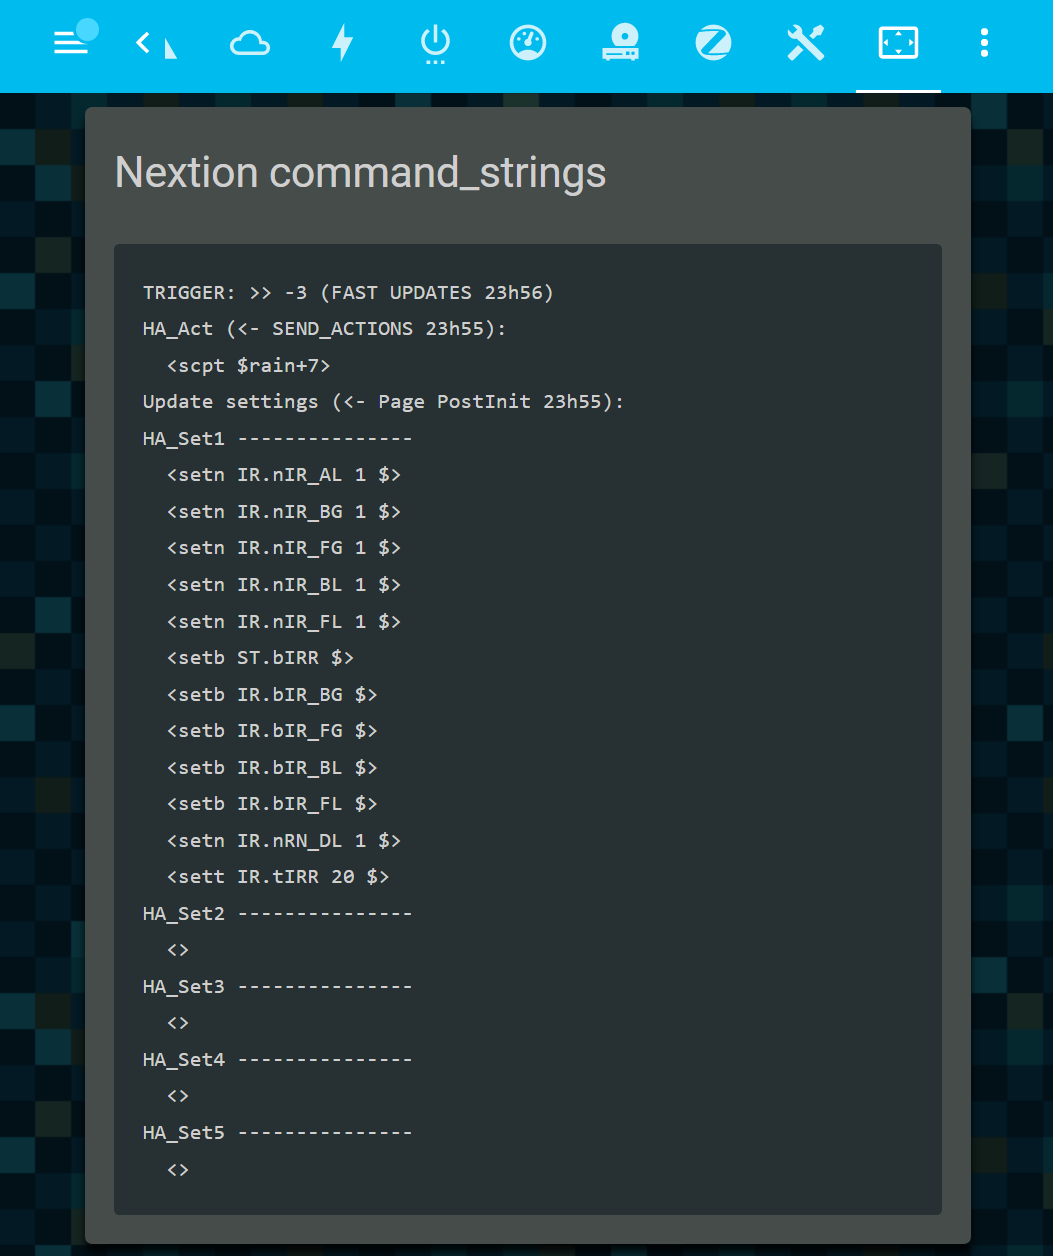 Nextion command_strings
TRIGGER: >> -3 (FAST UPDATES 23h56)
HA_Act (<- SEND_ACTIONS 23h55):
<scpt $rain+7>
Update settings (<- Page PostInit 23h55):
HA_Set1 ---------------
<setn IR.nIR_AL 1 $>
<setn IR.nIR_BG 1 $>
<setn IR.nIR_FG 1 $>
<setn IR.nIR_BL 1 $>
<setn IR.nIR_FL 1 $>
<setb ST.bIRR $>
<setb IR.bIR_BG $>
<setb IR.bIR_FG $>
<setb IR.bIR_BL $>
<setb IR.bIR_FL $>
<setn IR.nRN_DL 1 $>
<sett IR.tIRR 20 $>
HA_Set2 ---------------
<>
HA_Set3 ---------------
<>
HA_Set4 ---------------
<>
HA_Set5 ---------------
<>